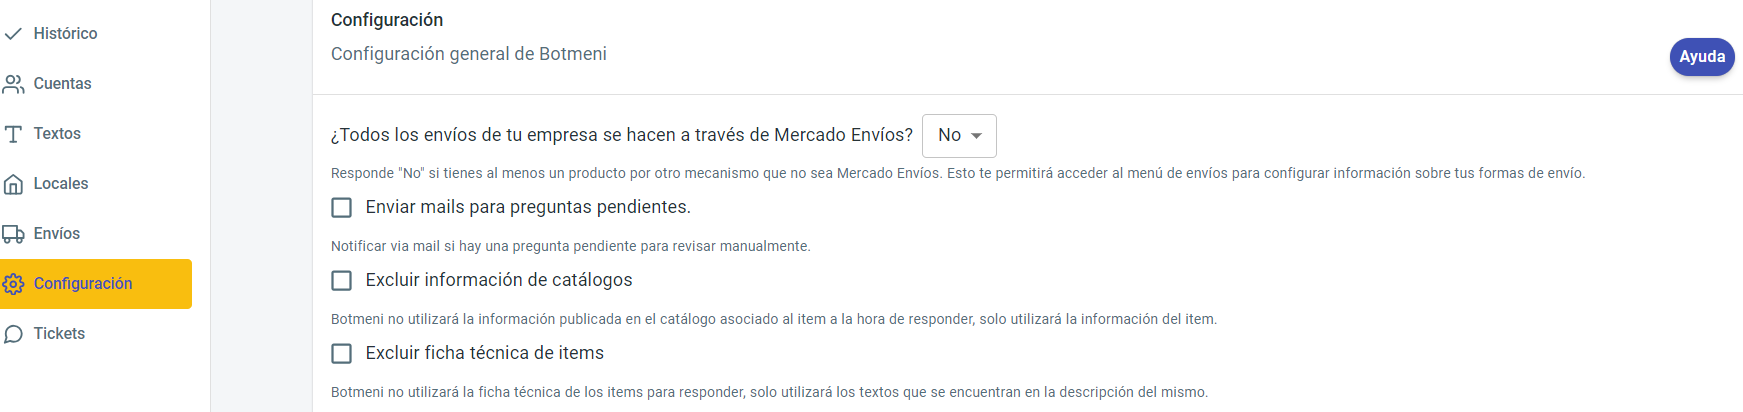 Histórico
Cuentas
Textos
Locales
Envíos
Configuración
Tickets
Configuración
Configuración general de Botmeni
Ayuda
¿Todos los envíos de tu empresa se hacen a través de Mercado Envíos? No
Responde "No" si tienes al menos un producto por otro mecanismo que no sea Mercado Envíos. Esto te permitirá acceder al menú de envíos para configurar información sobre tus formas de envío.
Enviar mails para preguntas pendientes.
Notificar via mail si hay una pregunta pendiente para revisar manualmente.
Excluir información de catálogos
Botmeni no utilizará la información publicada en el catálogo asociado al item a la hora de responder, solo utilizará la información del item.
Excluir ficha técnica de items
Botmeni no utilizará la ficha técnica de los items para responder, solo utilizará los textos que se encuentran en la descripción del mismo.